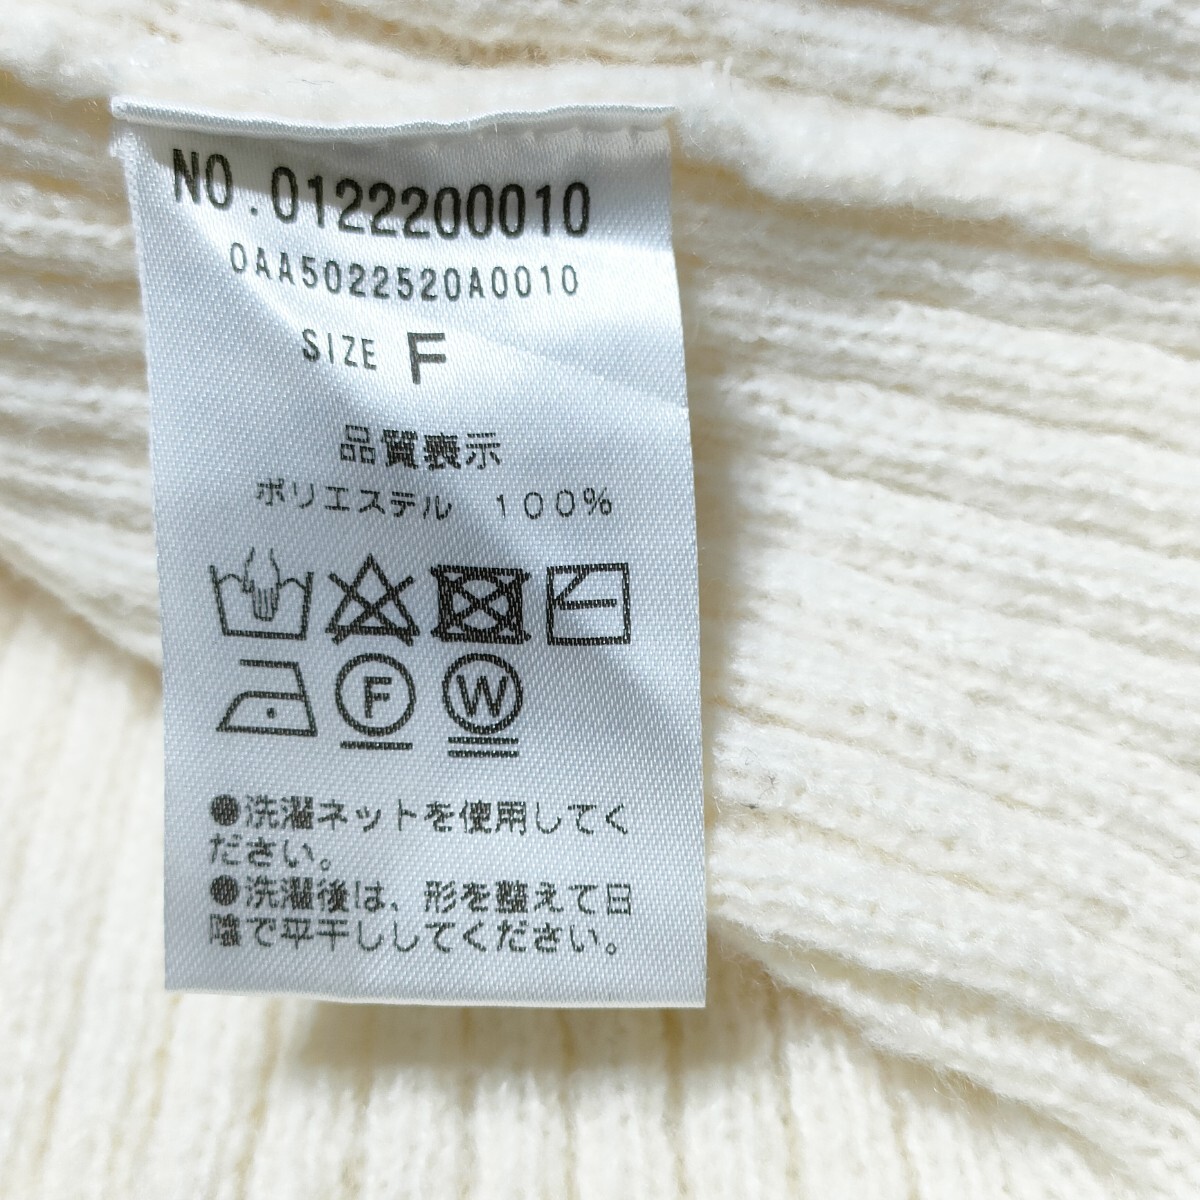 NO.0122200010
OAA5022520A0010
SIZE F
品質表示
ポリエステル 100%
F
W
●洗濯ネットを使用してく
ださい。
●洗濯後は、形を整えて日
陰で平干ししてください。